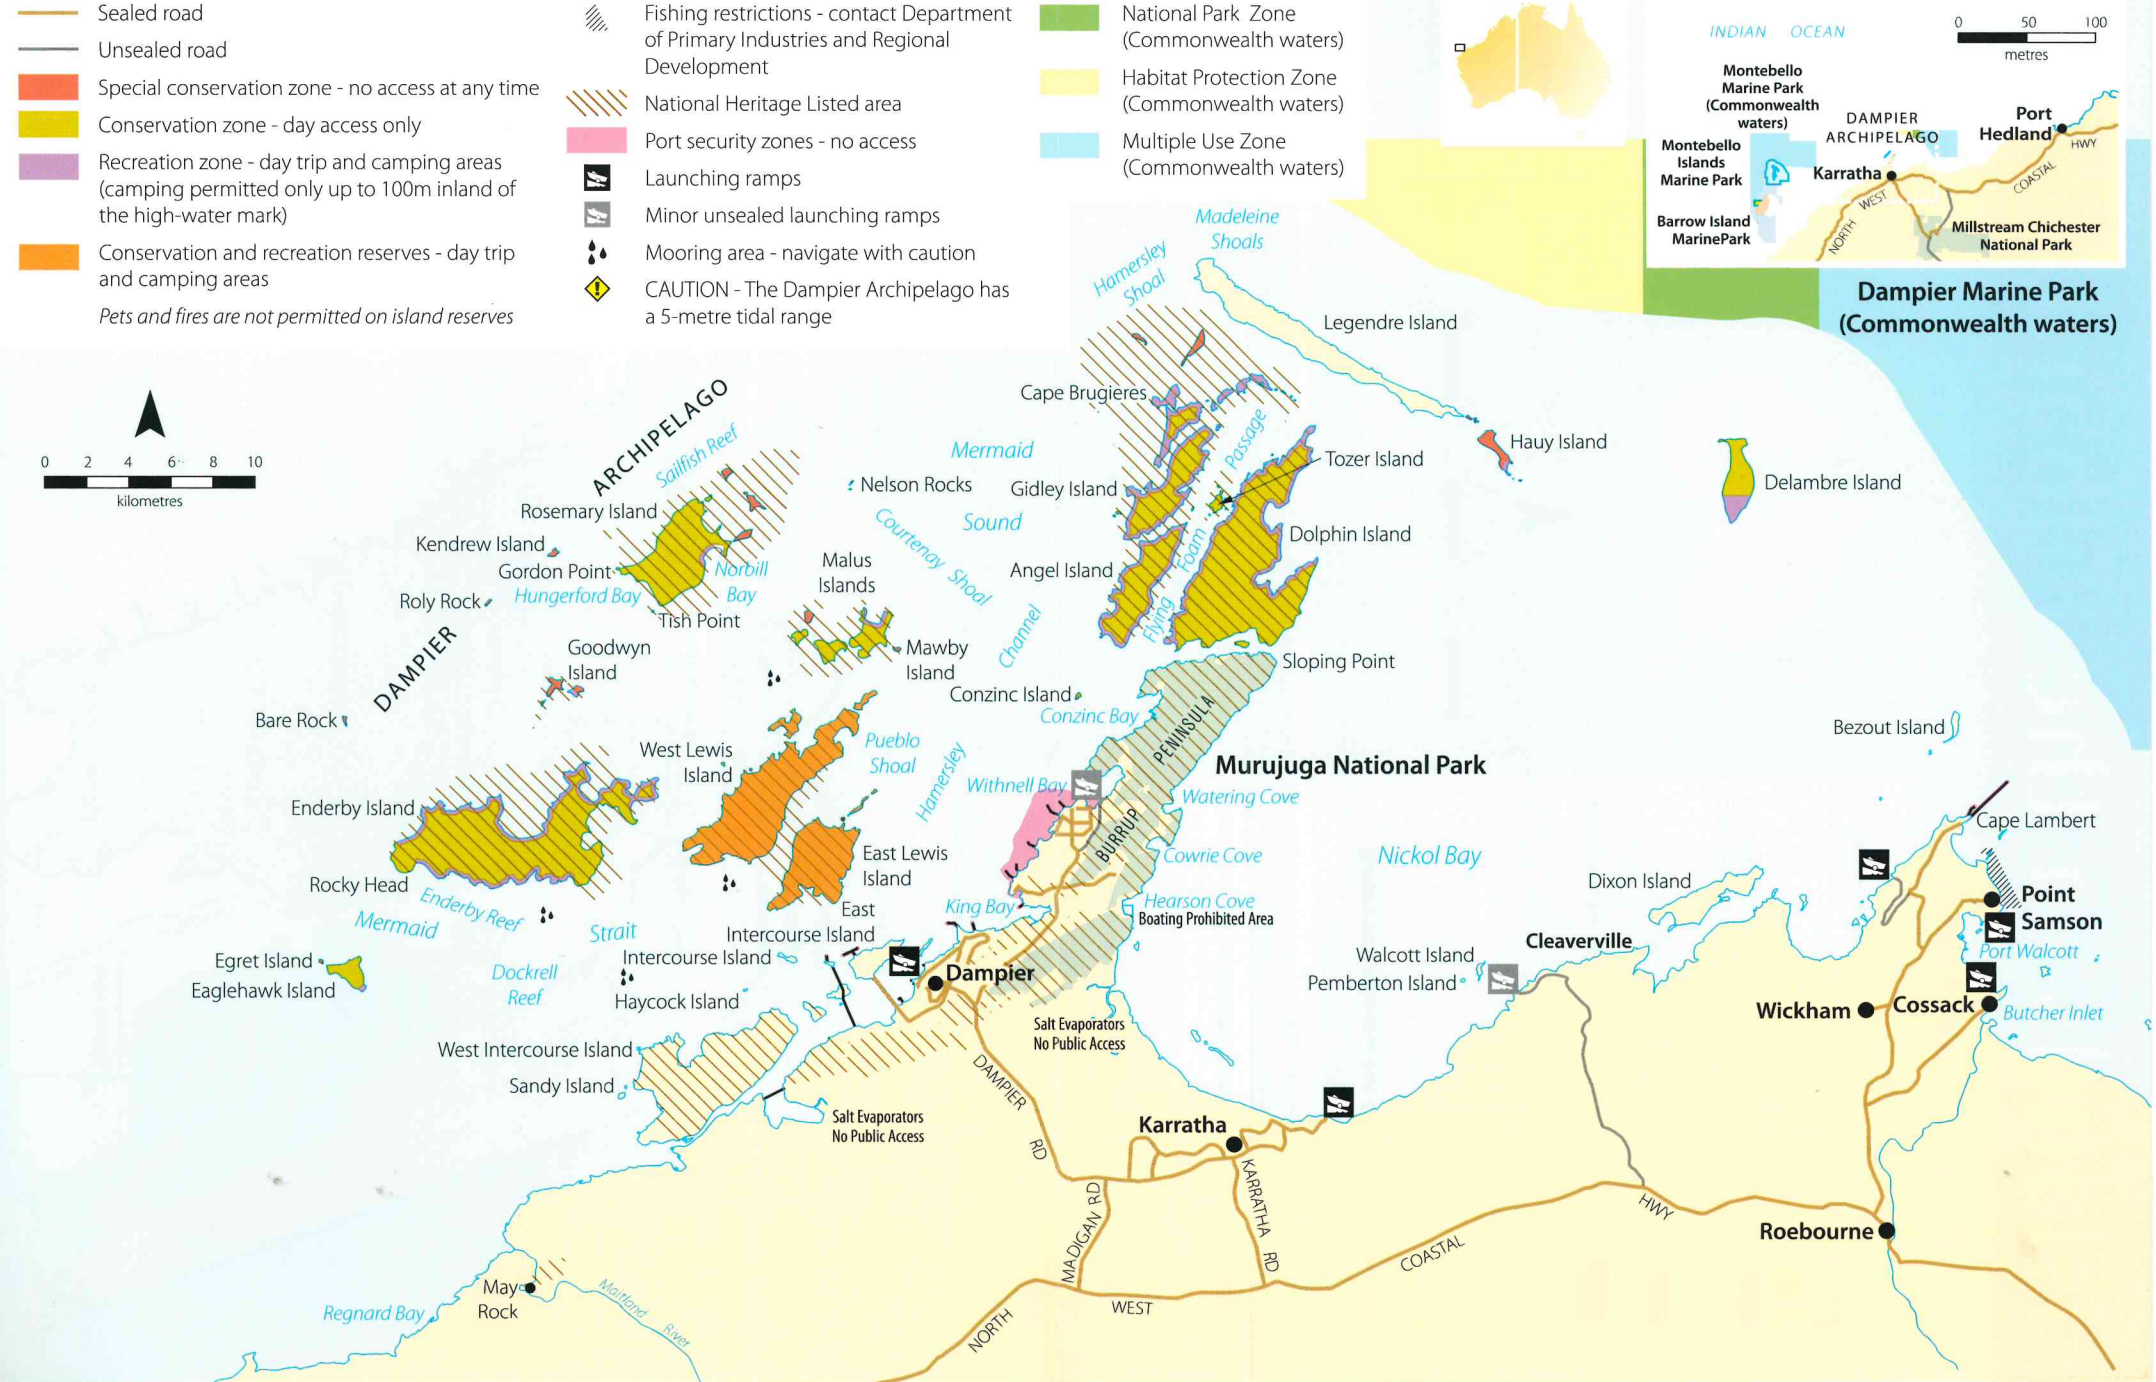 Sealed road
Unsealed road
Special conservation zone - no access at any time
Conservation zone - day access only
Recreation zone - day trip and camping areas
(camping permitted only up to 100m inland of
the high-water mark)
Conservation and recreation reserves - day trip
and camping areas
Pets and fires are not permitted on island reserves
Fishing restrictions - contact Department
of Primary Industries and Regional
Development
National Heritage Listed area
Port security zones - no access
Launching ramps
Minor unsealed launching ramps
Mooring area - navigate with caution
CAUTION - The Dampier Archipelago has
a 5-metre tidal range
National Park Zone
(Commonwealth waters)
Habitat Protection Zone
(Commonwealth waters)
Multiple Use Zone
(Commonwealth waters)
INDIAN OCEAN
0 50 100
metres
Montebello
Marine Park
(Commonwealth
waters)
DAMPIER
ARCHIPELAGO
Port
Hedland
HWY
Montebello
Islands
Marine Park
Karratha
COASTAL
WEST
NORTH
Barrow Island
MarinePark
Millstream Chichester
National Park
Dampier Marine Park
(Commonwealth waters)
Madeleine
Shoals
Hamersley
Shoal
Legendre Island
Cape Brugieres
Passage
Hauy Island
Tozer Island
Delambre Island
0 2 4 6 8 10
kilometres
ARCHIPELAGO
Sailfish Reef
Mermaid
Nelson Rocks
Gidley Island
Sound
Rosemary Island
Courtenay Shoal
Dolphin Island
Kendrew Island
Gordon Point
Norbill
Bay
Malus
Islands
Angel Island
Foam
Flying
Roly Rock
Hungerford Bay
Tish Point
DAMPIER
Goodwyn
Island
Mawby
Island
Channel
Sloping Point
Conzinc Island
Conzinc Bay
PENINSULA
Bare Rock
West Lewis
Island
Pueblo
Shoal
Hamersley
Bezout Island
Murujuga National Park
Withnell Bay
Watering Cove
Enderby Island
BURRUP
Cape Lambert
East Lewis
Island
Cowrie Cove
Nickol Bay
Rocky Head
Enderby Reef
Dixon Island
Mermaid
Strait
East
Intercourse Island
King Bay
Hearson Cove
Boating Prohibited Area
Point
Samson
Cleaverville
Port Walcott
Egret Island
Eaglehawk Island
Dockrell
Reef
Intercourse Island
Haycock Island
Dampier
Walcott Island
Pemberton Island
Wickham
Cossack
Butcher Inlet
Salt Evaporators
No Public Access
West Intercourse Island
Sandy Island
DAMPIER
RD
Salt Evaporators
No Public Access
Karratha
KARRATHA
RD
MADIGAN RD
HWY
COASTAL
Roebourne
May
Rock
Maitland
River
Regnard Bay
WEST
NORTH